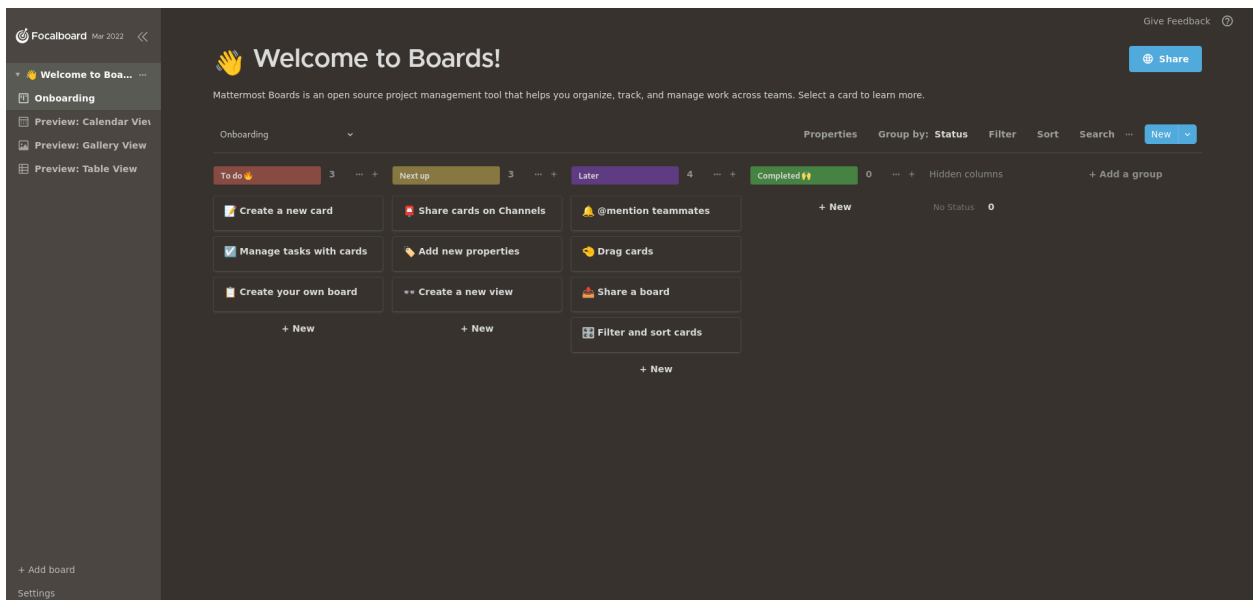 Give Feedback
Focalboard Mar 2022
Welcome to Boa...
Onboarding
Preview: Calendar View
Preview: Gallery View
Preview: Table View
+ Add board
Settings
Welcome to Boards!
Share
Mattermost Boards is an open source project management tool that helps you organize, track, and manage work across teams. Select a card to learn more.
Onboarding
Properties Group by: Status Filter Sort Search ··· New
To do 3 ··· + Next up 3 ··· + Later 4 ··· + Completed 0 ··· + Hidden columns + Add a group
Create a new card
Manage tasks with cards
Create your own board
+ New
Share cards on Channels
Add new properties
Create a new view
+ New
@mention teammates
Drag cards
Share a board
Filter and sort cards
+ New
+ New
No Status 0